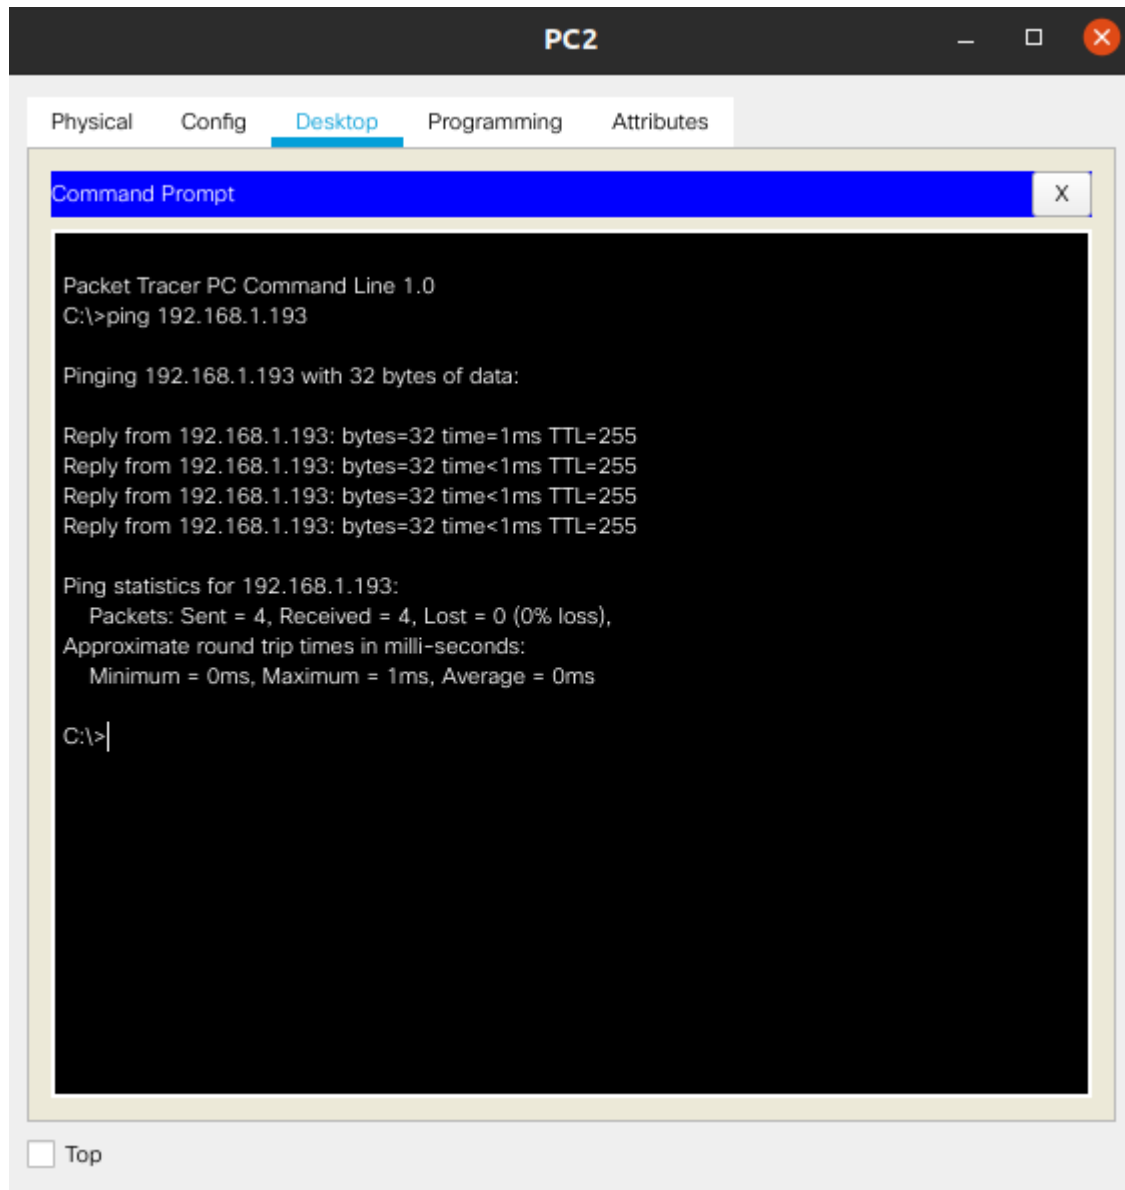 PC2
Physical Config Desktop Programming Attributes
Command Prompt X
Packet Tracer PC Command Line 1.0
C:\>ping 192.168.1.193
Pinging 192.168.1.193 with 32 bytes of data:
Reply from 192.168.1.193: bytes=32 time=1ms TTL=255
Reply from 192.168.1.193: bytes=32 time<1ms TTL=255
Reply from 192.168.1.193: bytes=32 time<1ms TTL=255
Reply from 192.168.1.193: bytes=32 time<1ms TTL=255
Ping statistics for 192.168.1.193:
Packets: Sent = 4, Received = 4, Lost = 0 (0% loss),
Approximate round trip times in milli-seconds:
Minimum = 0ms, Maximum = 1ms, Average = 0ms
C:\>
Top